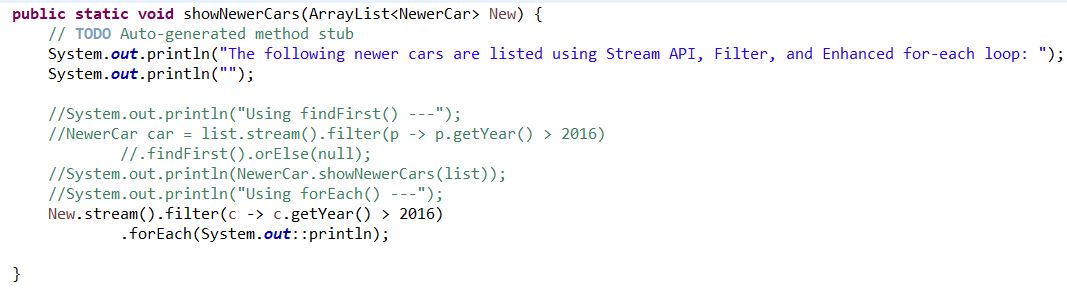 public static void showNewerCars(ArrayList<NewerCar> New) {
// TODO Auto-generated method stub
System.out.println("The following newer cars are listed using Stream API, Filter, and Enhanced for-each loop: ");
System.out.println("");
//System.out.println("Using findFirst() ---");
//NewerCar car = list.stream().filter(p -> p.getYear() > 2016)
//.findFirst().orElse(null);
//System.out.println(NewerCar.showNewerCars(list));
//System.out.println("Using forEach() ---");
New.stream().filter(c -> c.getYear() > 2016)
.forEach(System.out::println);
}